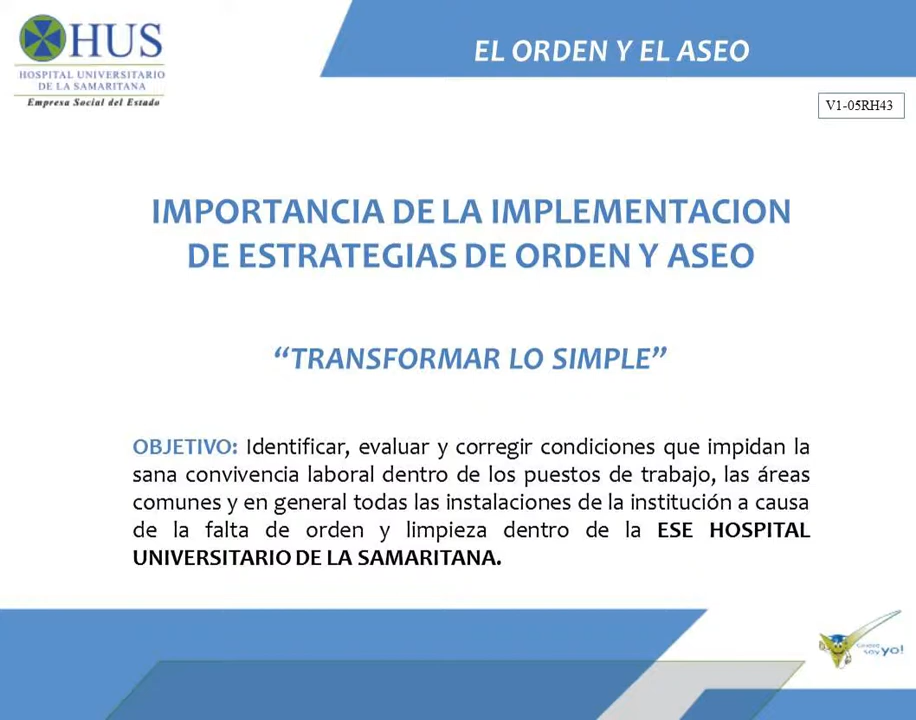 HUS
HOSPITAL UNIVERSITARIO
DE LA SAMARITANA
Empresa Social del Estado
EL ORDEN Y EL ASEO
V1-05RH43
IMPORTANCIA DE LA IMPLEMENTACION
DE ESTRATEGIAS DE ORDEN Y ASEO
“TRANSFORMAR LO SIMPLE”
OBJETIVO: Identificar, evaluar y corregir condiciones que impidan la
sana convivencia laboral dentro de los puestos de trabajo, las áreas
comunes y en general todas las instalaciones de la institución a causa
de la falta de orden y limpieza dentro de la ESE HOSPITAL
UNIVERSITARIO DE LA SAMARITANA.
soy yo!